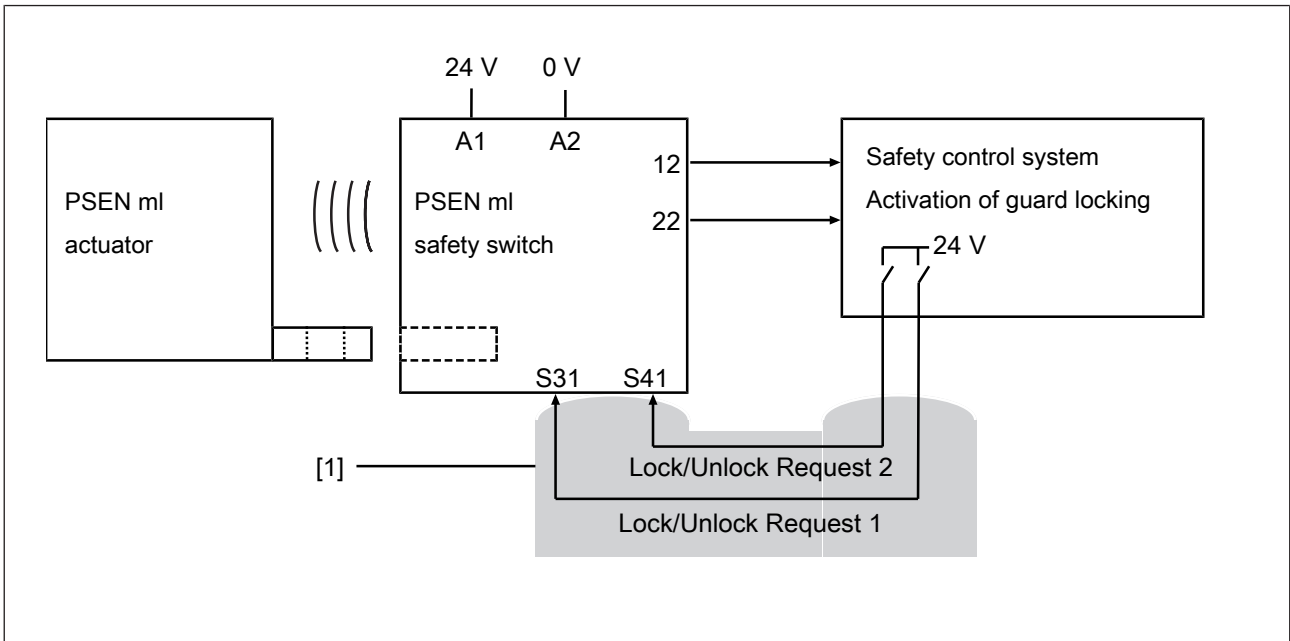 24 V
0 V
A1
A2
PSEN ml
actuator
PSEN ml
safety switch
12
22
Safety control system
Activation of guard locking
24 V
S31
S41
[1]
Lock/Unlock Request 2
Lock/Unlock Request 1